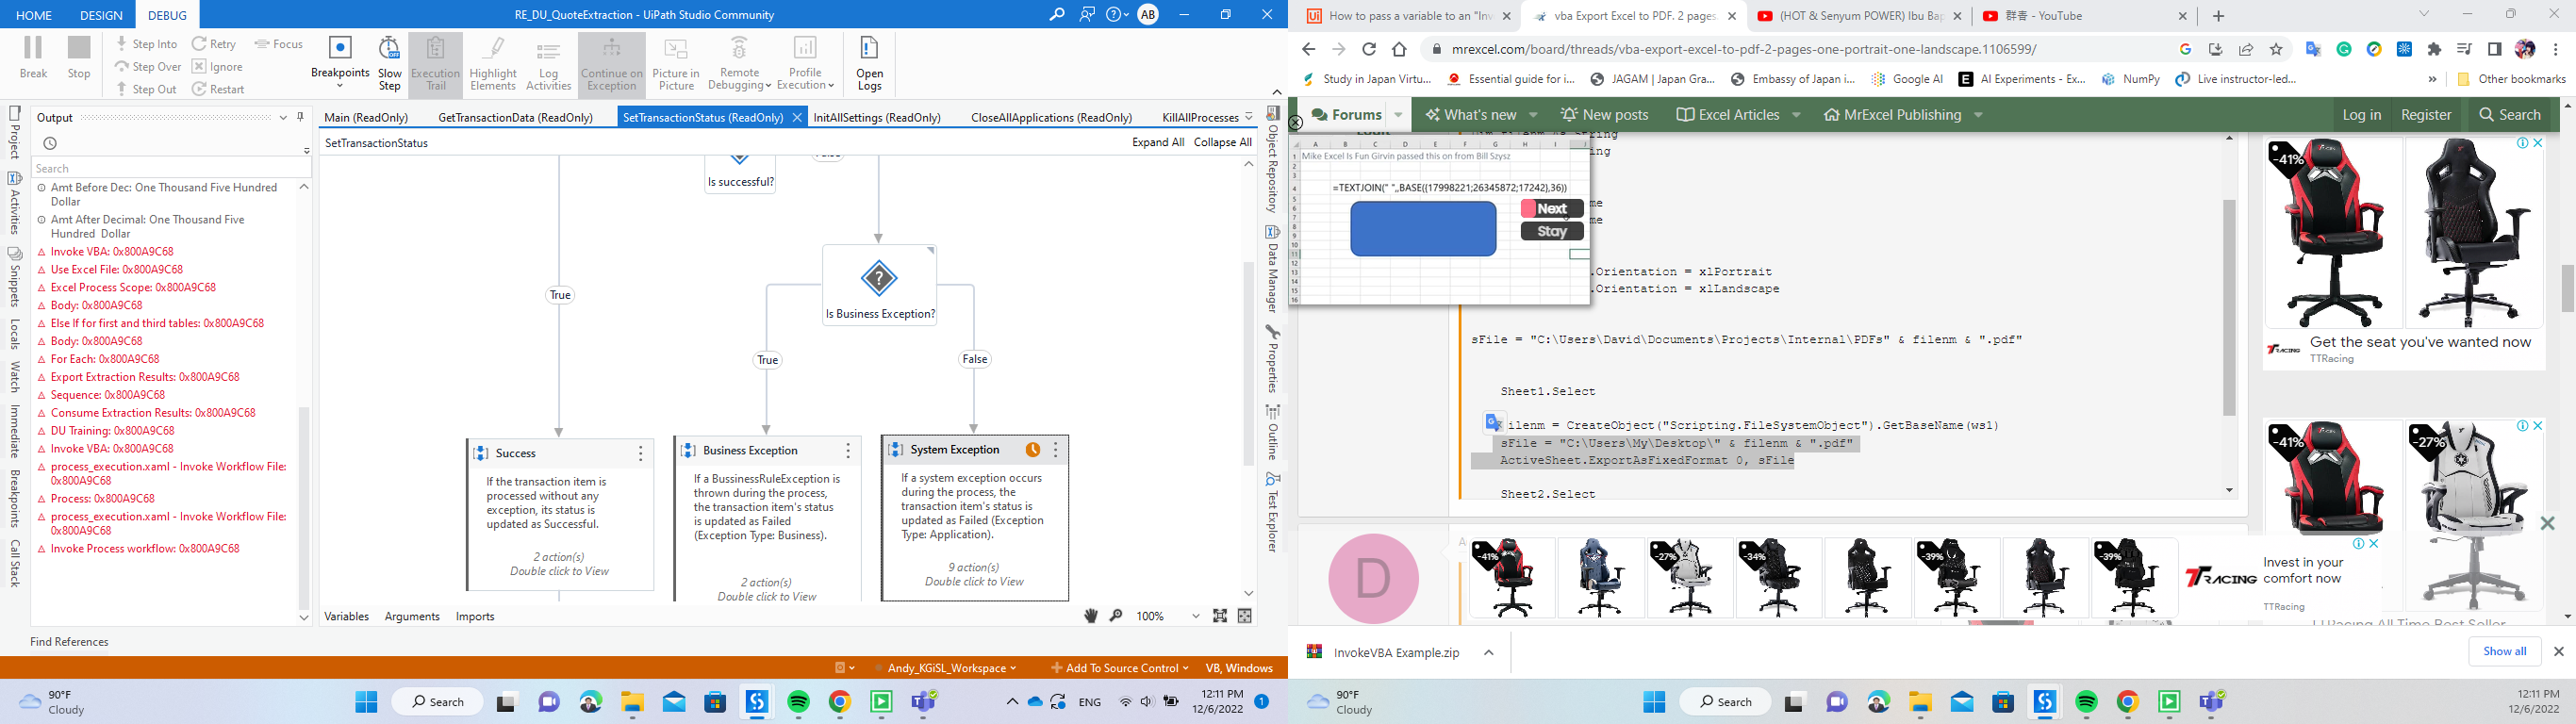 HOME DESIGN DEBUG
RE_DU_QuoteExtraction - UiPath Studio Community
AB
Break Stop
Step Into Retry Focus
Step Over Ignore
Step Out Restart
Breakpoints
Slow Step
Execution Trail
Highlight Elements
Log Activities
Continue on Exception
Picture in Picture
Remote Debugging
Profile Execution
Open Logs
Project
Activities
Snippets
Locals
Watch
Immediate
Breakpoints
Call Stack
Output
Search
Amt Before Dec: One Thousand Five Hundred
Dollar
Amt After Decimal: One Thousand Five
Hundred Dollar
Invoke VBA: 0x800A9C68
Use Excel File: 0x800A9C68
Excel Process Scope: 0x800A9C68
Body: 0x800A9C68
Else If for first and third tables: 0x800A9C68
Body: 0x800A9C68
For Each: 0x800A9C68
Export Extraction Results: 0x800A9C68
Sequence: 0x800A9C68
Consume Extraction Results: 0x800A9C68
DU Training: 0x800A9C68
Invoke VBA: 0x800A9C68
process_execution.xaml - Invoke Workflow File:
0x800A9C68
Process: 0x800A9C68
process_execution.xaml - Invoke Workflow File:
0x800A9C68
Invoke Process workflow: 0x800A9C68
Find References
Main (ReadOnly) GetTransactionData (ReadOnly) SetTransactionStatus (ReadOnly) InitAllSettings (ReadOnly) CloseAllApplications (ReadOnly) KillAllProcesses
SetTransactionStatus
Expand All Collapse All
Is successful?
True
Is Business Exception?
True
False
Success
If the transaction item is
processed without any
exception, its status is
updated as Successful.
2 action(s)
Double click to View
Business Exception
If a BussinessRuleException is
thrown during the process,
the transaction item's status
is updated as Failed
(Exception Type: Business).
2 action(s)
Double click to View
System Exception
If a system exception occurs
during the process, the
transaction item's status is
updated as Failed (Exception
Type: Application).
9 action(s)
Double click to View
Variables Arguments Imports
100%
Object Repository
Data Manager
Properties
Outline
Test Explorer
Andy_KGiSL_Workspace
Add To Source Control
VB, Windows
90°F
Cloudy
Search
ENG
12:11 PM
12/6/2022
1
How to pass a variable to an "Inv
vba Export Excel to PDF. 2 pages
(HOT & Senyum POWER) Ibu Bap
群青 - YouTube
mrexcel.com/board/threads/vba-export-excel-to-pdf-2-pages-one-portrait-one-landscape.1106599/
Study in Japan Virtu...
Essential guide for i...
JAGAM | Japan Gra...
Embassy of Japan i...
Google AI
AI Experiments - Ex...
NumPy
Live instructor-led...
Other bookmarks
Forums What's new New posts Excel Articles MrExcel Publishing
Log in Register Search
Mike Excel Is Fun Girvin passed this on from Bill Szysz
=TEXTJOIN(" ",,BASE({17998221;26345872;17242},36))
Next
Stay
.Orientation = xlPortrait
.Orientation = xlLandscape
sFile = "C:\Users\David\Documents\Projects\Internal\PDFs" & filenm & ".pdf"
Sheet1.Select
ilenm = CreateObject("Scripting.FileSystemObject").GetBaseName(ws1)
sFile = "C:\Users\My\Desktop\" & filenm & ".pdf"
ActiveSheet.ExportAsFixedFormat 0, sFile
Sheet2.Select
D
-41%
Get the seat you've wanted now
TTRacing
-41%
-27%
-41% -27% -34% -39% -39%
TTRACING
Invest in your
comfort now
TTRacing
TTRacing All Time Best Seller
InvokeVBA Example.zip
Show all
90°F
Cloudy
Search
12:11 PM
12/6/2022